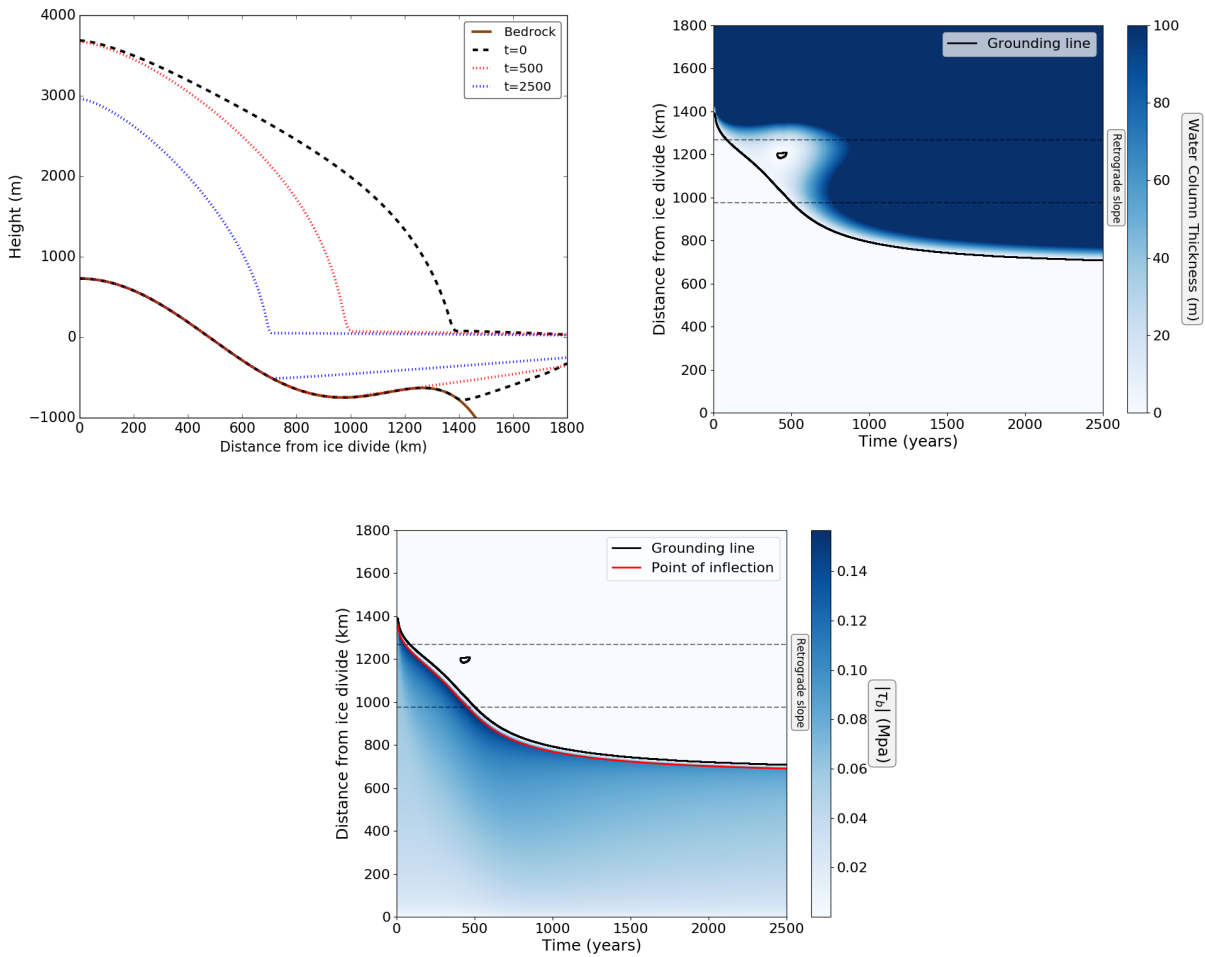 4000
3000
2000
1000
0
−1000
Height (m)
0 200 400 600 800 1000 1200 1400 1600 1800
Distance from ice divide (km)
Bedrock
t=0
t=500
t=2500
1800
1600
1400
1200
1000
800
600
400
200
0
Distance from ice divide (km)
0 500 1000 1500 2000 2500
Time (years)
Grounding line
Retrograde slope
100
80
60
40
20
0
Water Column Thickness (m)
1800
1600
1400
1200
1000
800
600
400
200
0
Distance from ice divide (km)
0 500 1000 1500 2000 2500
Time (years)
Grounding line
Point of inflection
Retrograde slope
0.14
0.12
0.10
0.08
0.06
0.04
0.02
|τb| (Mpa)